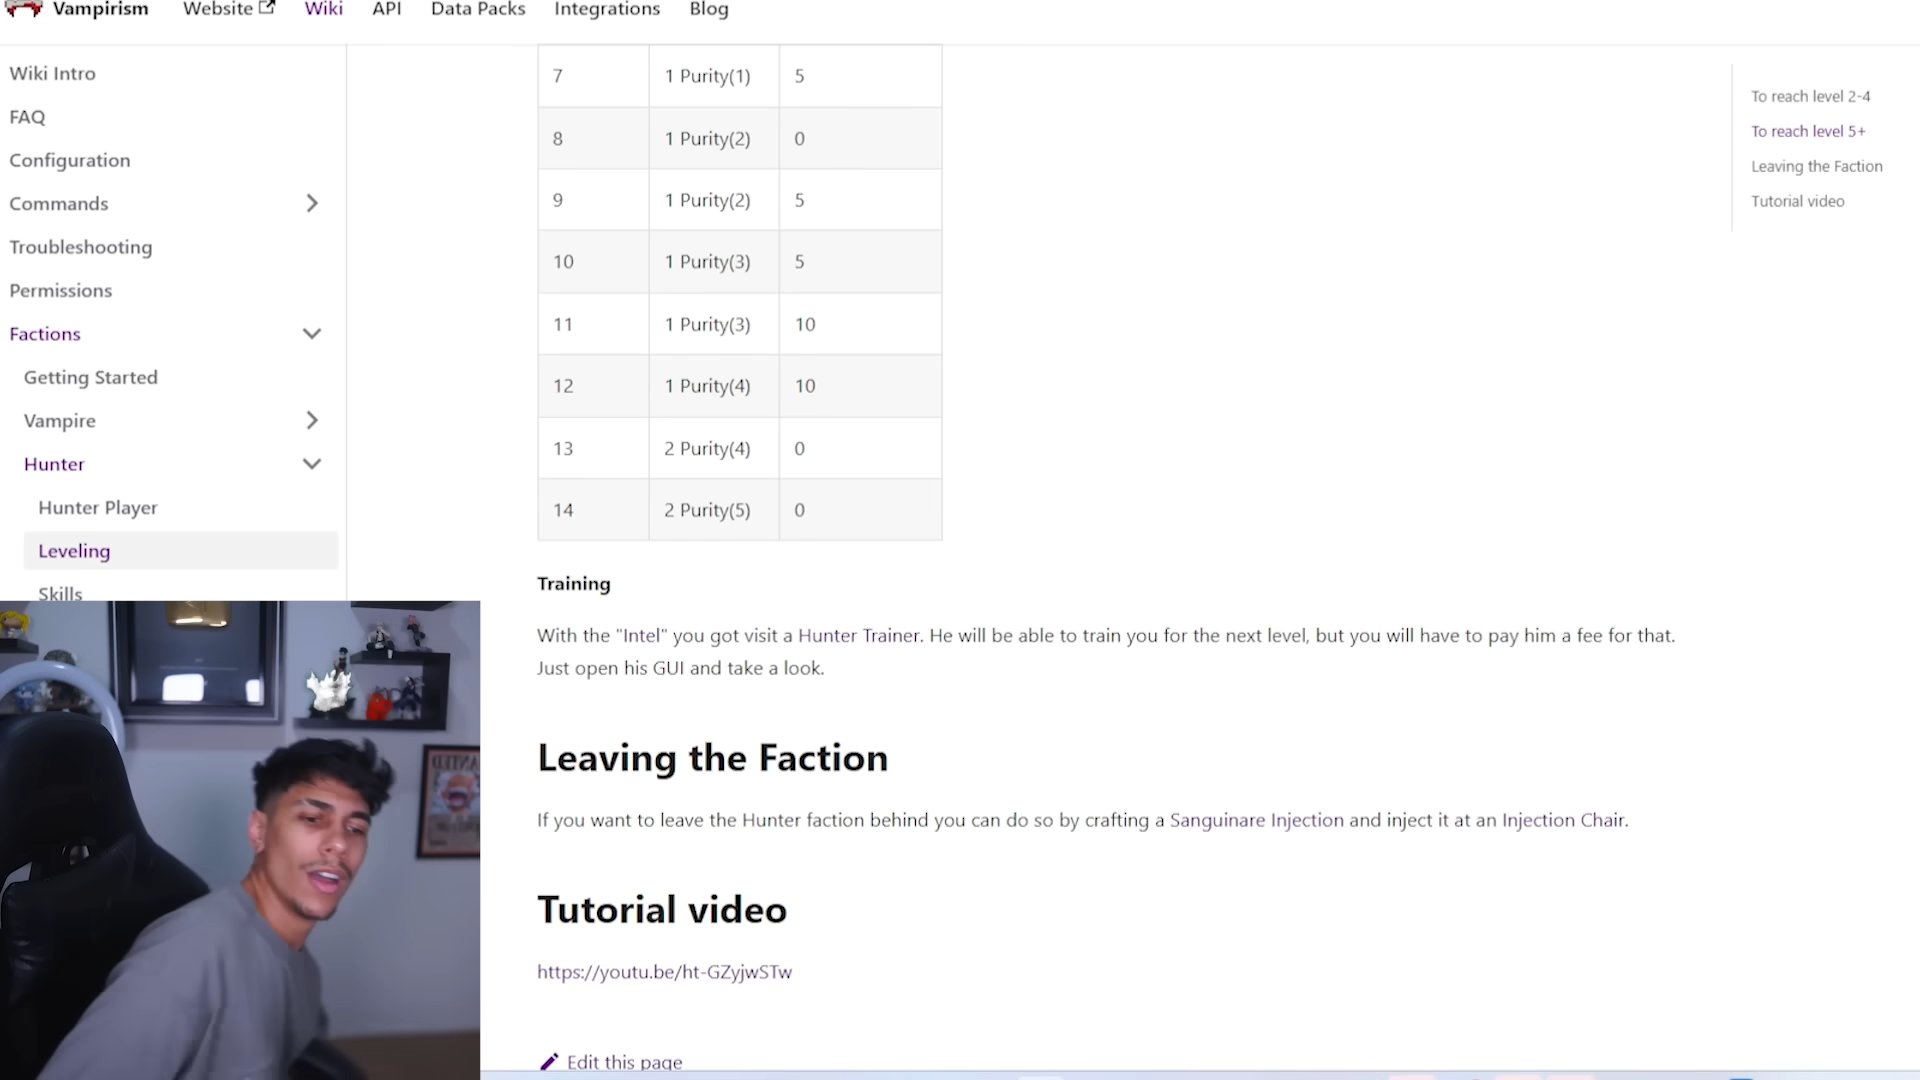 Vampirism Website Wiki API Data Packs Integrations Blog
Wiki Intro
FAQ
Configuration
Commands
Troubleshooting
Permissions
Factions
Getting Started
Vampire
Hunter
Hunter Player
Leveling
Skills
7 1 Purity(1) 5
8 1 Purity(2) 0
9 1 Purity(2) 5
10 1 Purity(3) 5
11 1 Purity(3) 10
12 1 Purity(4) 10
13 2 Purity(4) 0
14 2 Purity(5) 0
Training
With the "Intel" you got visit a Hunter Trainer. He will be able to train you for the next level, but you will have to pay him a fee for that.
Just open his GUI and take a look.
Leaving the Faction
If you want to leave the Hunter faction behind you can do so by crafting a Sanguinare Injection and inject it at an Injection Chair.
Tutorial video
https://youtu.be/ht-GZyjwSTw
Edit this page
To reach level 2-4
To reach level 5+
Leaving the Faction
Tutorial video